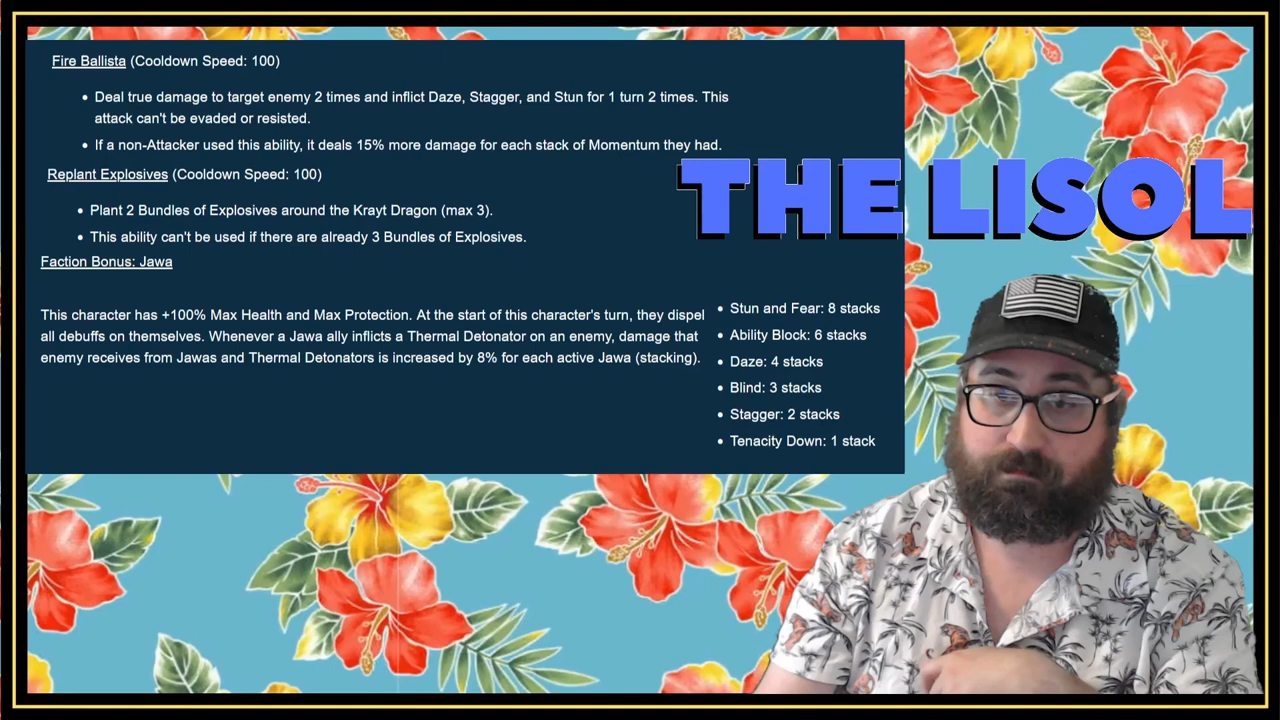 Fire Ballista (Cooldown Speed: 100)
• Deal true damage to target enemy 2 times and inflict Daze, Stagger, and Stun for 1 turn 2 times. This
attack can't be evaded or resisted.
• If a non-Attacker used this ability, it deals 15% more damage for each stack of Momentum they had.
THE LISOL
Replant Explosives (Cooldown Speed: 100)
• Plant 2 Bundles of Explosives around the Krayt Dragon (max 3).
• This ability can't be used if there are already 3 Bundles of Explosives.
Faction Bonus: Jawa
This character has +100% Max Health and Max Protection. At the start of this character's turn, they dispel
all debuffs on themselves. Whenever a Jawa ally inflicts a Thermal Detonator on an enemy, damage that
enemy receives from Jawas and Thermal Detonators is increased by 8% for each active Jawa (stacking).
• Stun and Fear: 8 stacks
• Ability Block: 6 stacks
• Daze: 4 stacks
• Blind: 3 stacks
• Stagger: 2 stacks
• Tenacity Down: 1 stack